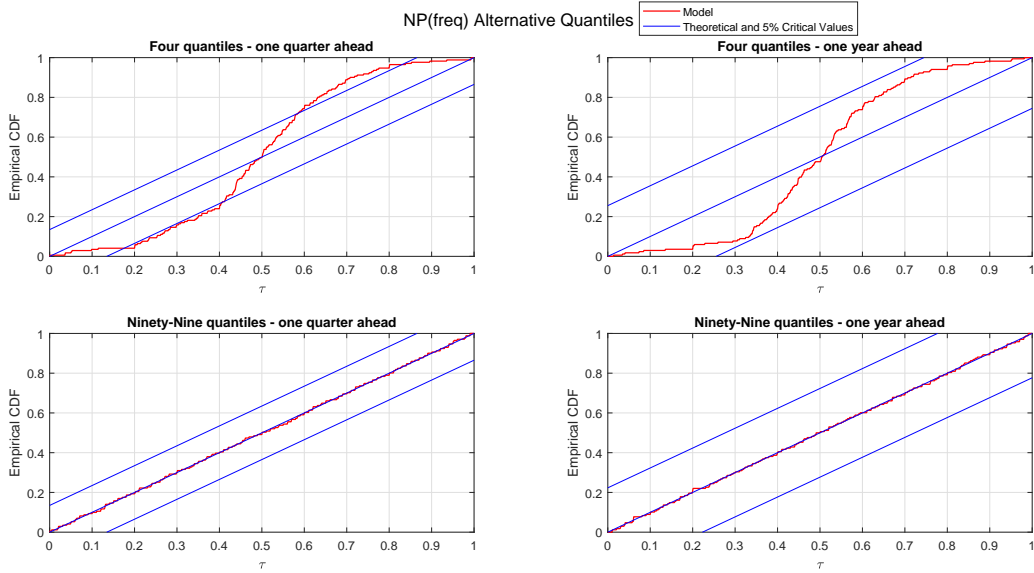 NP(freq) Alternative Quantiles
Model
Theoretical and 5% Critical Values
Four quantiles - one quarter ahead
Empirical CDF
1
0.8
0.6
0.4
0.2
0
0 0.1 0.2 0.3 0.4 0.5 0.6 0.7 0.8 0.9 1
τ
Four quantiles - one year ahead
Empirical CDF
1
0.8
0.6
0.4
0.2
0
0 0.1 0.2 0.3 0.4 0.5 0.6 0.7 0.8 0.9 1
τ
Ninety-Nine quantiles - one quarter ahead
Empirical CDF
1
0.8
0.6
0.4
0.2
0
0 0.1 0.2 0.3 0.4 0.5 0.6 0.7 0.8 0.9 1
τ
Ninety-Nine quantiles - one year ahead
Empirical CDF
1
0.8
0.6
0.4
0.2
0
0 0.1 0.2 0.3 0.4 0.5 0.6 0.7 0.8 0.9 1
τ